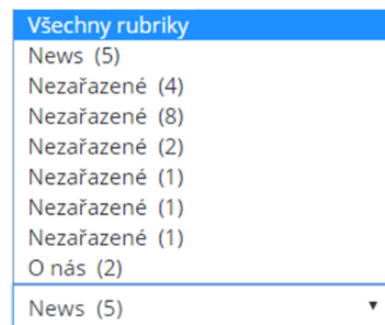 Všechny rubriky
News (5)
Nezařazené (4)
Nezařazené (8)
Nezařazené (2)
Nezařazené (1)
Nezařazené (1)
Nezařazené (1)
O nás (2)
News (5)